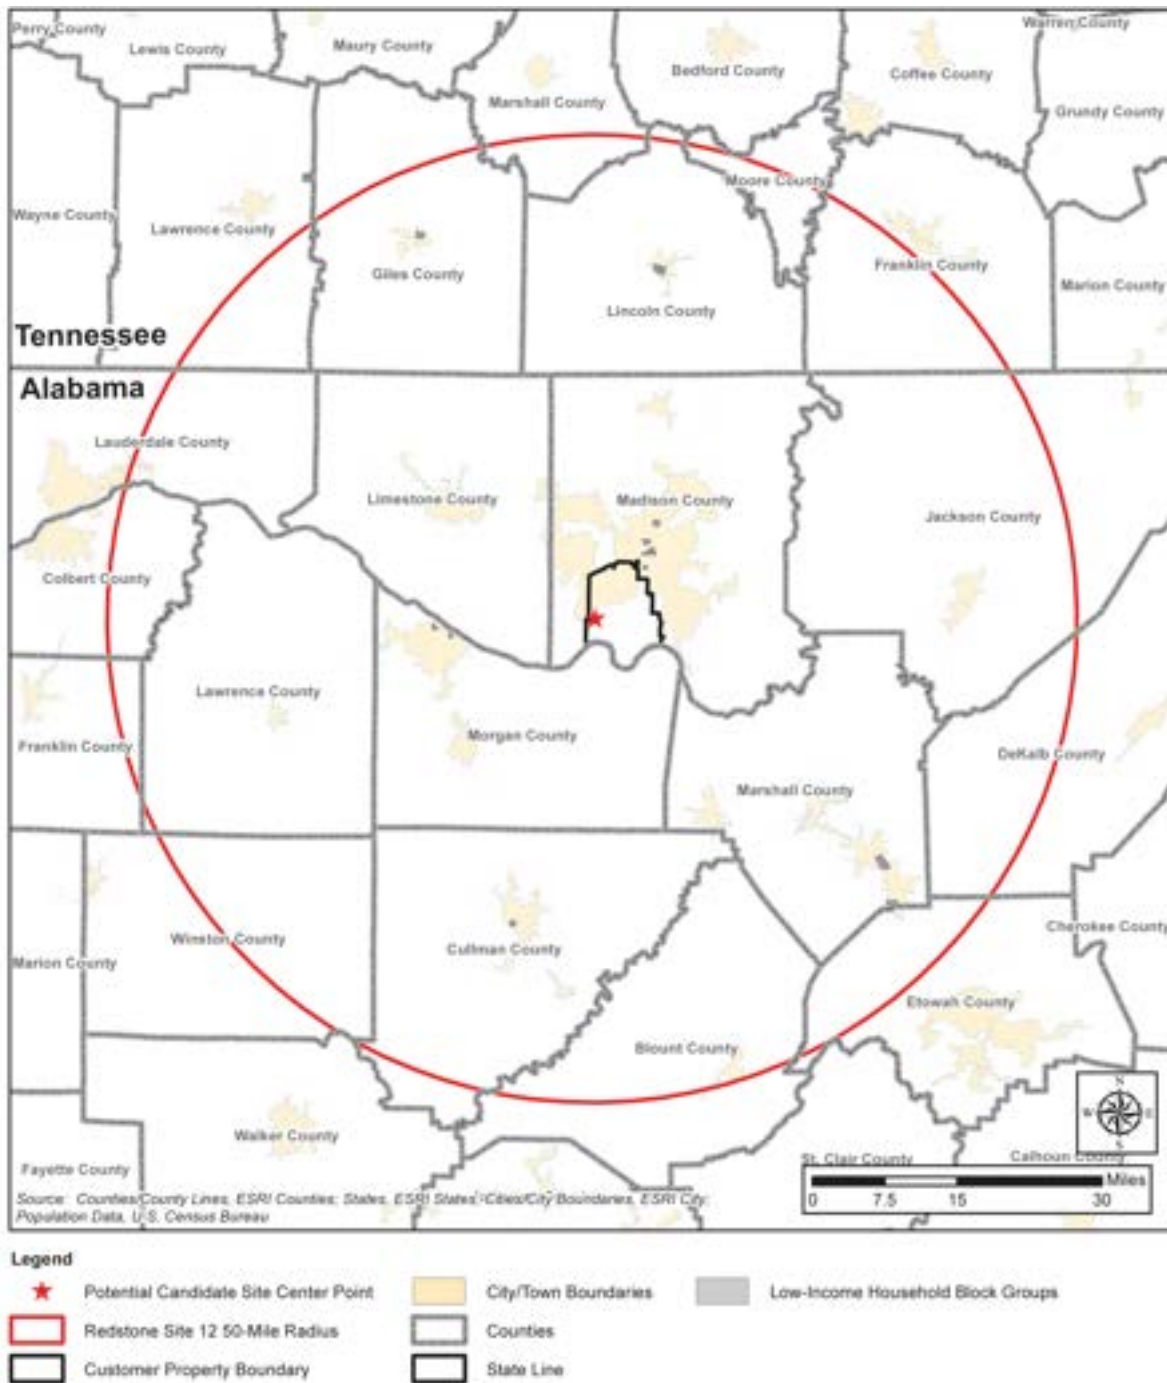 Perry County
Lewis County
Maury County
Bedford County
Warren County
Coffee County
Marshall County
Grundy County
Moore County
Wayne County
Lawrence County
Giles County
Franklin County
Marion County
Lincoln County
Tennessee
Alabama
Lauderdale County
Limestone County
Madison County
Jackson County
Colbert County
Lawrence County
Franklin County
Morgan County
DeKalb County
Marshall County
Winston County
Cullman County
Cherokee County
Marion County
Etowah County
Blount County
Walker County
Fayette County
St. Clair County
Calhoun County
N
W E
S
Miles
0 7.5 15 30
Source: Counties/County Lines, ESRI Counties; States, ESRI States; Cities/City Boundaries, ESRI City;
Population Data, U.S. Census Bureau
Legend
Potential Candidate Site Center Point
City/Town Boundaries
Low-Income Household Block Groups
Redstone Site 12 50-Mile Radius
Counties
Customer Property Boundary
State Line